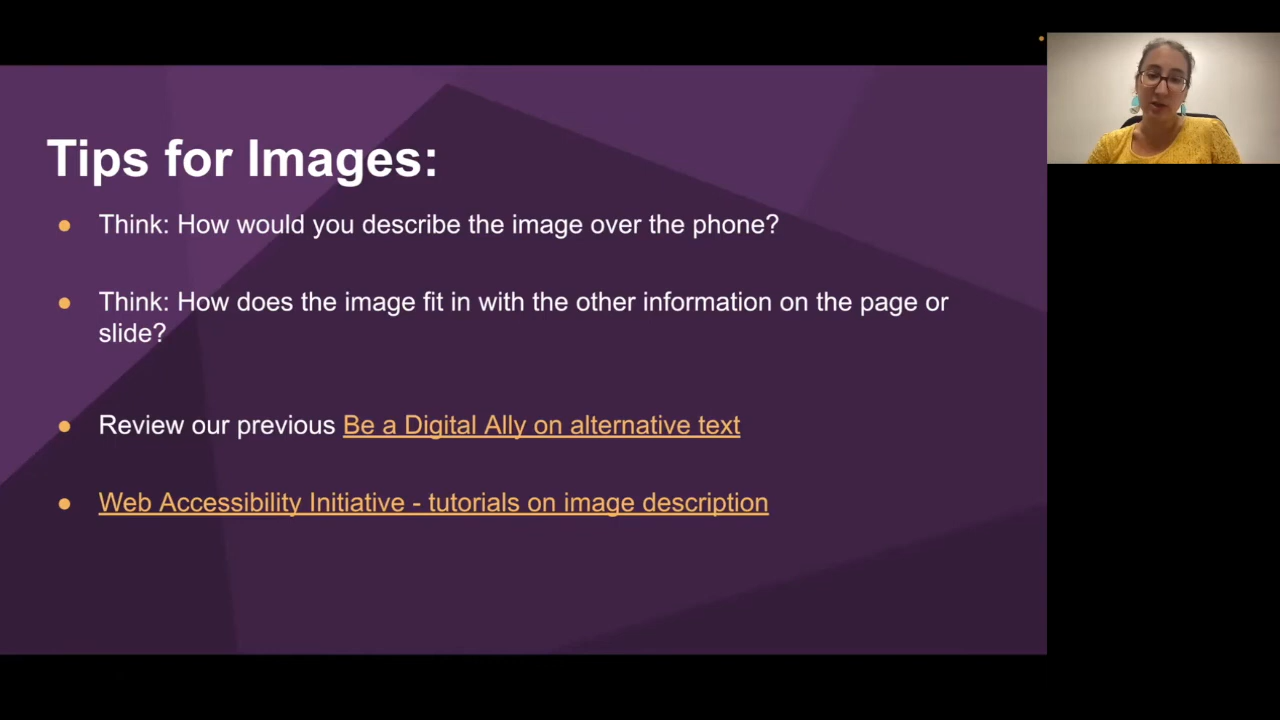 Tips for Images:
Think: How would you describe the image over the phone?
Think: How does the image fit in with the other information on the page or
slide?
Review our previous Be a Digital Ally on alternative text
Web Accessibility Initiative - tutorials on image description